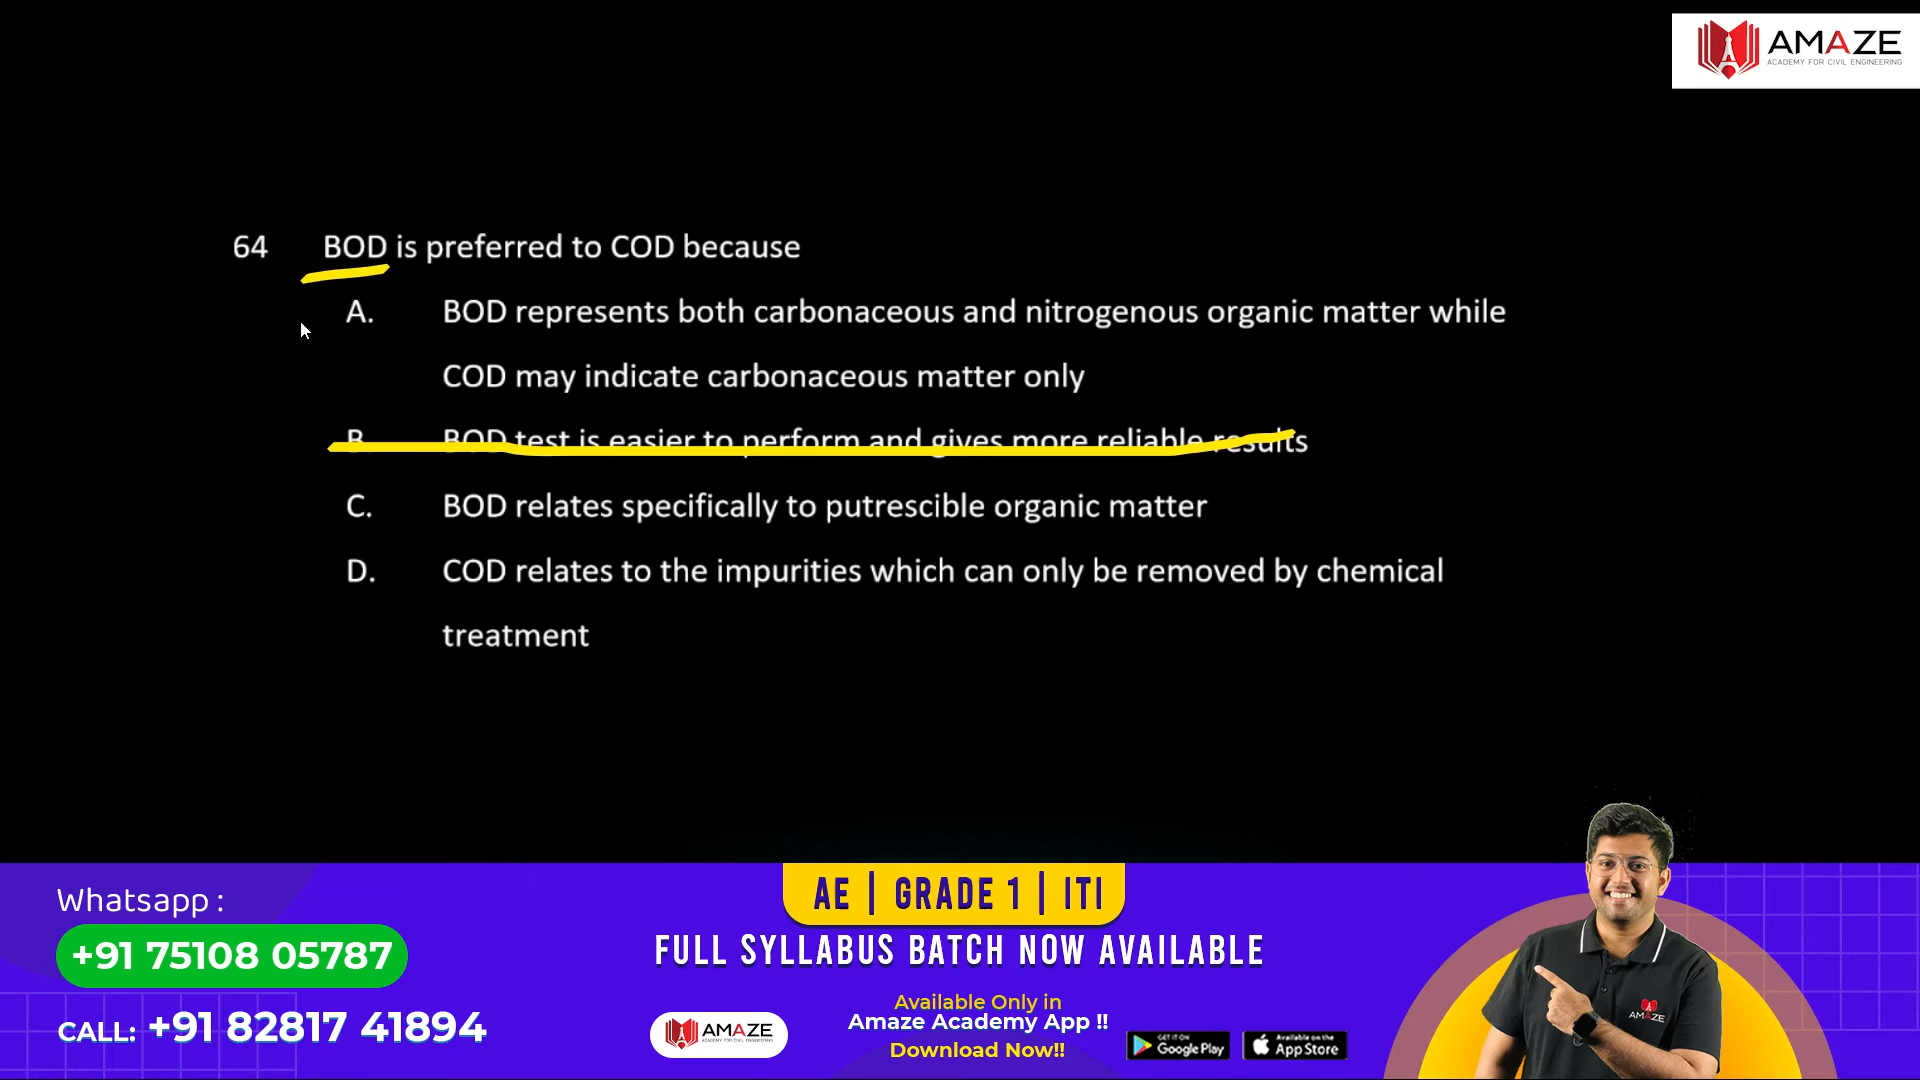 AMAZE
ACADEMY FOR CIVIL ENGINEERING
64 BOD is preferred to COD because
A. BOD represents both carbonaceous and nitrogenous organic matter while
COD may indicate carbonaceous matter only
B. BOD test is easier to perform and gives more reliable results
C. BOD relates specifically to putrescible organic matter
D. COD relates to the impurities which can only be removed by chemical
treatment
Whatsapp :
+91 75108 05787
CALL: +91 82817 41894
AE | GRADE 1 | ITI
FULL SYLLABUS BATCH NOW AVAILABLE
AMAZE
ACADEMY FOR CIVIL ENGINEERING
Available Only in
Amaze Academy App !!
Download Now!!
GET IT ON
Google Play
Available on the
App Store
AMAZE